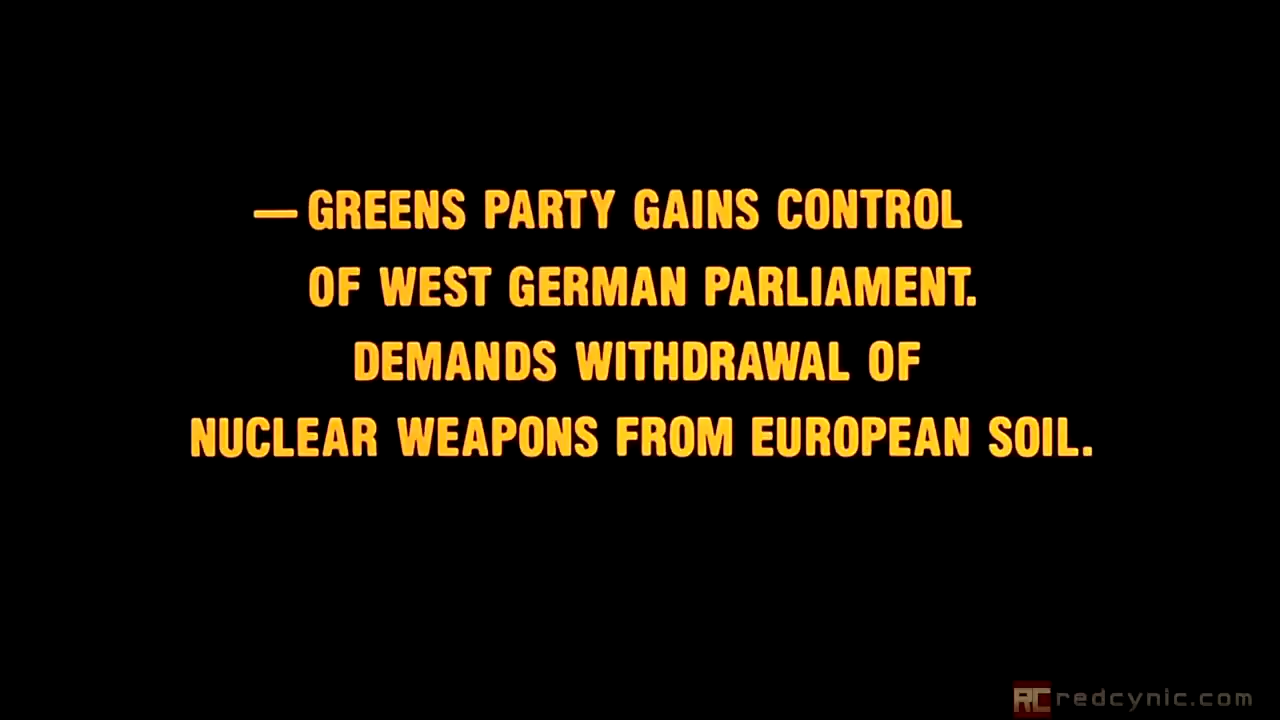 —GREENS PARTY GAINS CONTROL
OF WEST GERMAN PARLIAMENT.
DEMANDS WITHDRAWAL OF
NUCLEAR WEAPONS FROM EUROPEAN SOIL.
RC redcynic.com